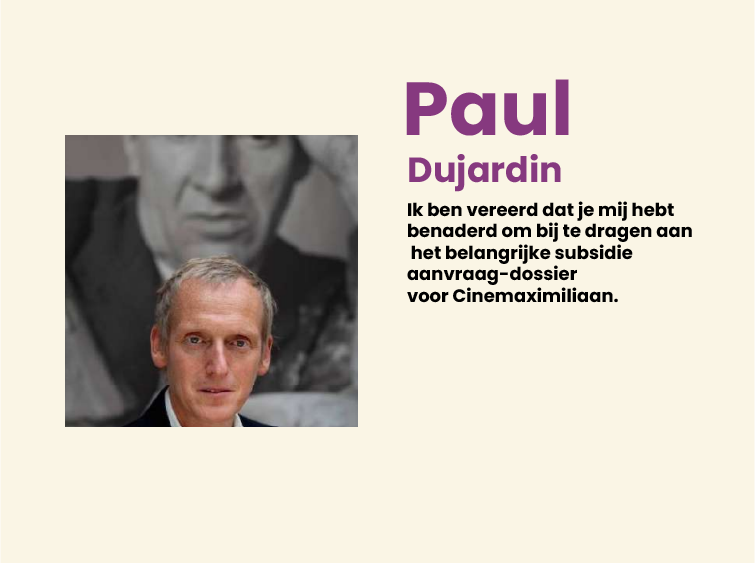 Paul
Dujardin
Ik ben vereerd dat je mij hebt
benaderd om bij te dragen aan
het belangrijke subsidie
aanvraag-dossier
voor Cinemaximiliaan.